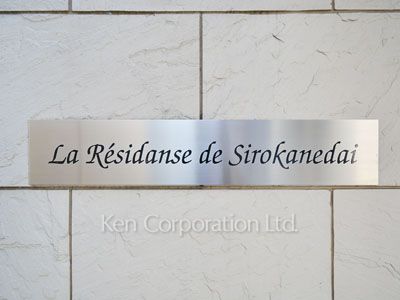 La Résidanse de Sirokanedai
Ken Corporation Ltd.